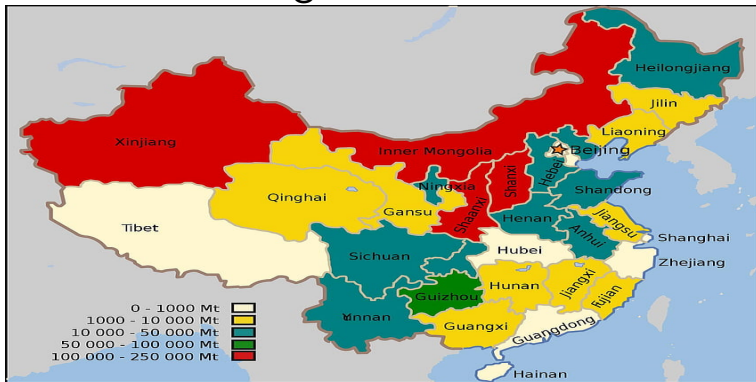 Heilongjiang
Jilin
Liaoning
Xinjiang
Inner Mongolia
Beijing
Hebei
Shanxi
Ningxia
Shandong
Qinghai
Gansu
Shaanxi
Henan
Jiangsu
Tibet
Anhui
Shanghai
Hubei
Zhejiang
Sichuan
Hunan
Jiangxi
Guizhou
Fujian
Guangxi
Guangdong
Hainan
0 - 1000 Mt
1000 - 10 000 Mt
10 000 - 50 000 Mt
50 000 - 100 000 Mt
100 000 - 250 000 Mt